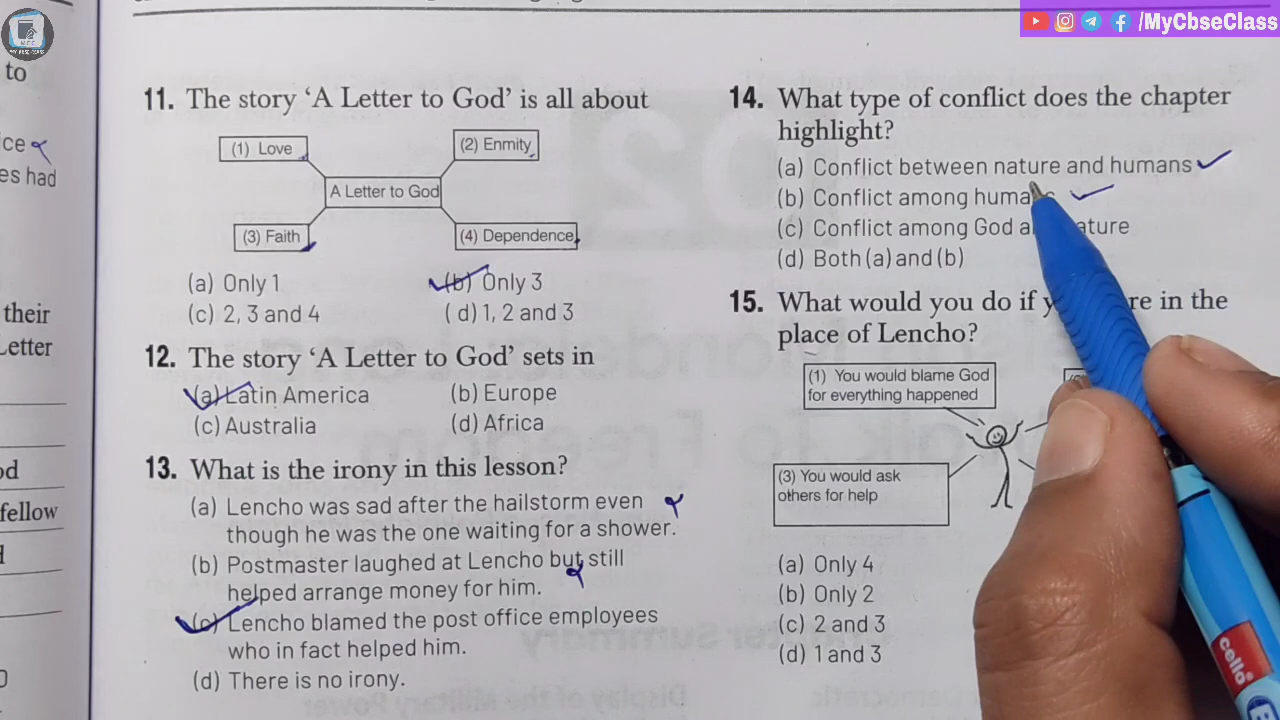 /MyCbseClass
MCC
MY CBSE CLASS
to
ice
es had
their
Letter
od
fellow
d
11. The story ‘A Letter to God’ is all about
(1) Love
(2) Enmity
A Letter to God
(3) Faith
(4) Dependence
(a) Only 1
(b) Only 3
(c) 2, 3 and 4
(d) 1, 2 and 3
12. The story ‘A Letter to God’ sets in
(a) Latin America
(b) Europe
(c) Australia
(d) Africa
13. What is the irony in this lesson?
(a) Lencho was sad after the hailstorm even
though he was the one waiting for a shower.
(b) Postmaster laughed at Lencho but still
helped arrange money for him.
(c) Lencho blamed the post office employees
who in fact helped him.
(d) There is no irony.
14. What type of conflict does the chapter
highlight?
(a) Conflict between nature and humans
(b) Conflict among huma
(c) Conflict among God a ature
(d) Both (a) and (b)
15. What would you do if y re in the
place of Lencho?
(1) You would blame God
for everything happened
(3) You would ask
others for help
(a) Only 4
(b) Only 2
(c) 2 and 3
(d) 1 and 3
cello